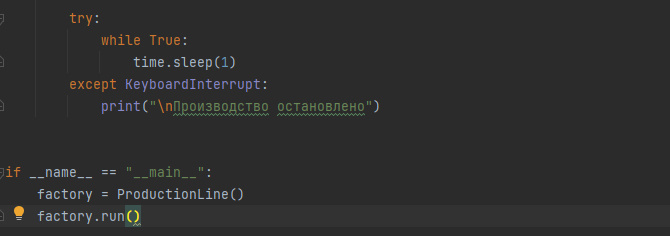 try:
while True:
time.sleep(1)
except KeyboardInterrupt:
print("\nПроизводство остановлено")
if __name__ == "__main__":
factory = ProductionLine()
factory.run()